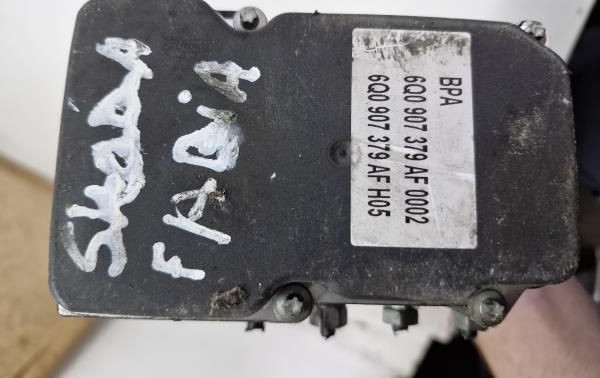 SKODA
FABIA
BPA
6Q0 907 379 AF 0002
6Q0 907 379 AF H05